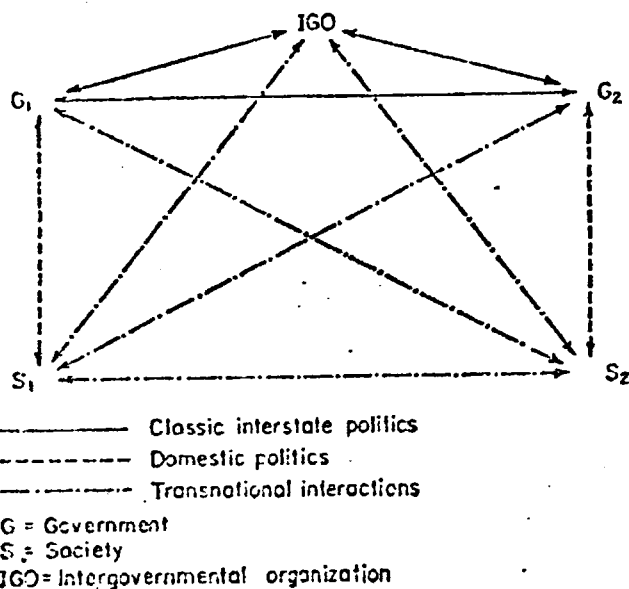 IGO
G₁ G₂
S₁ S₂
Classic interstate politics
Domestic politics
Transnational interactions
G = Government
S = Society
IGO= Intergovernmental organization